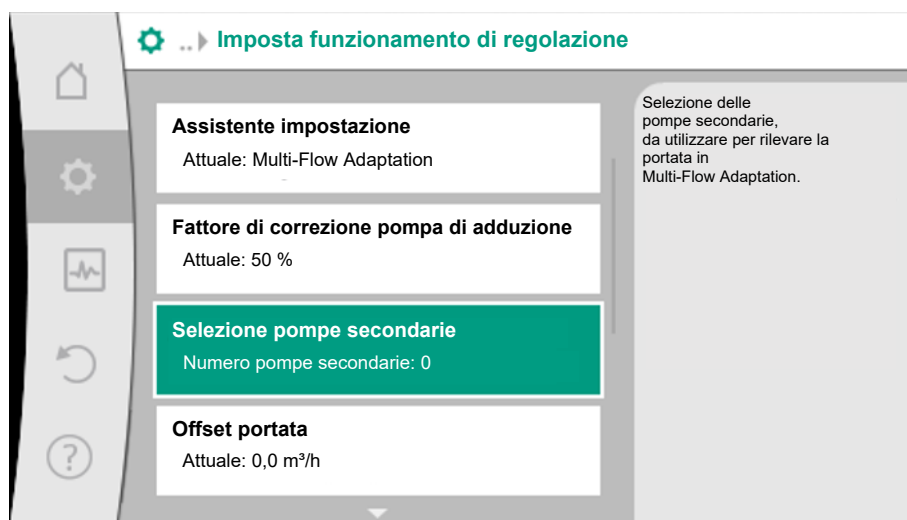 .. Imposta funzionamento di regolazione
Assistente impostazione
Attuale: Multi-Flow Adaptation
Fattore di correzione pompa di adduzione
Attuale: 50 %
Selezione pompe secondarie
Numero pompe secondarie: 0
Offset portata
Attuale: 0,0 m³/h
Selezione delle
pompe secondarie,
da utilizzare per rilevare la
portata in
Multi-Flow Adaptation.
?